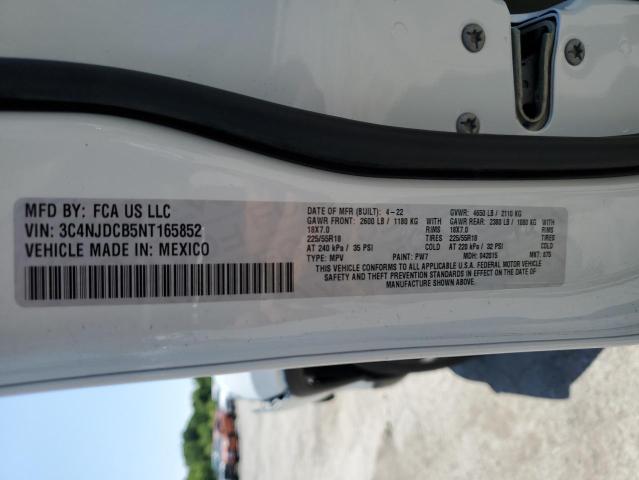 MFD BY: FCA US LLC
VIN: 3C4NJDCB5NT165852
VEHICLE MADE IN: MEXICO
DATE OF MFR (BUILT): 4-22 GVWR: 4650 LB / 2110 KG
GAWR FRONT: 2600 LB / 1180 KG GAWR REAR: 2380 LB / 1080 KG
18X7.0 RIMS 18X7.0 RIMS
225/55R18 TIRES 225/55R18 TIRES
AT 240 kPa / 35 PSI COLD AT 220 kPa / 32 PSI COLD
TYPE: MPV PAINT: PW7 MDH: 042015 MKT: 075
THIS VEHICLE CONFORMS TO ALL APPLICABLE U.S.A. FEDERAL MOTOR VEHICLE
SAFETY AND THEFT PREVENTION STANDARDS IN EFFECT ON THE DATE OF
MANUFACTURE SHOWN ABOVE.